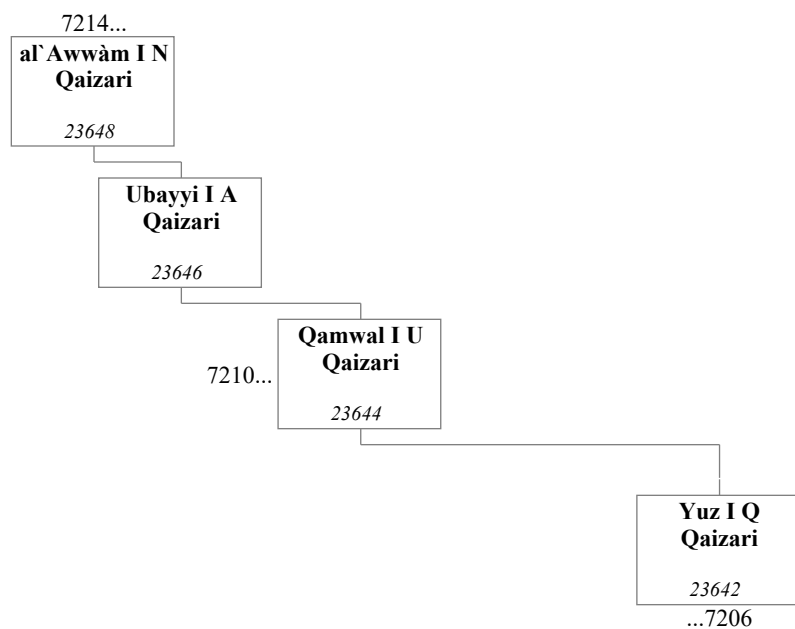 7214...
al`Awwàm I N
Qaizari
23648
Ubayyi I A
Qaizari
23646
Qamwal I U
Qaizari
7210...
23644
Yuz I Q
Qaizari
23642
...7206